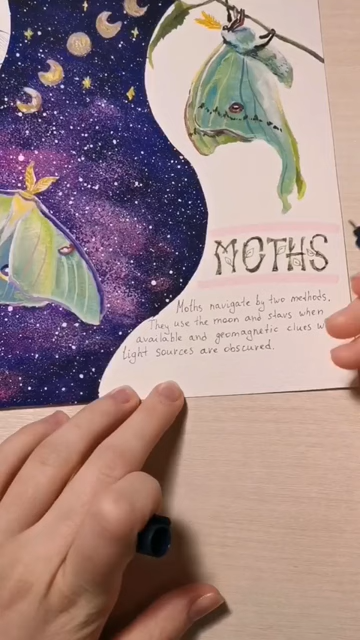 MOTHS
Moths navigate by two methods.
They use the moon and stars when
available and geomagnetic clues
light sources are obscured.